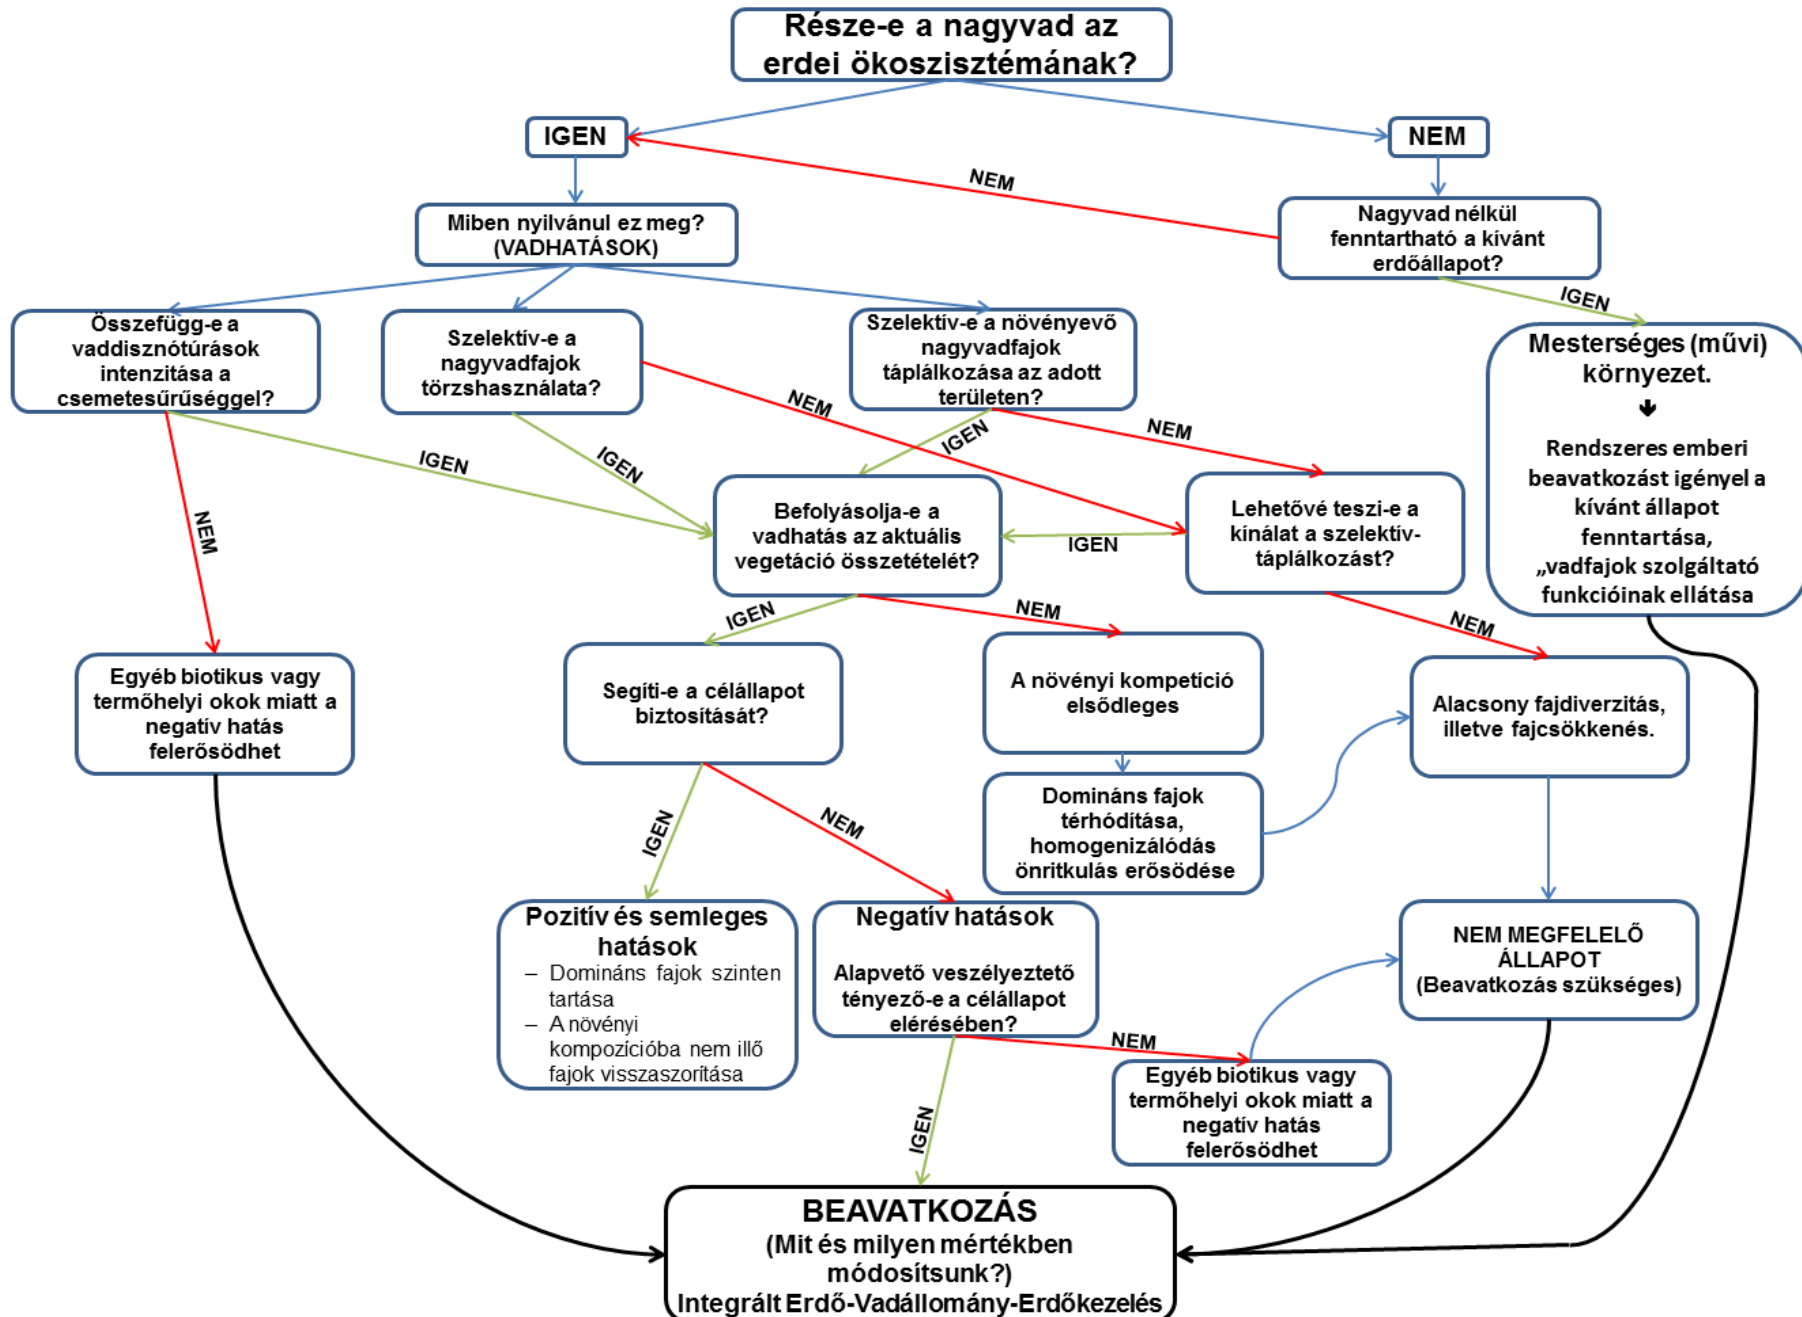 Része-e a nagyvad az
erdei ökoszisztémának?
IGEN
NEM
NEM
Miben nyilvánul ez meg?
(VADHATÁSOK)
Nagyvad nélkül
fenntartható a kívánt
erdőállapot?
IGEN
Összefügg-e a
vaddisznótúrások
intenzitása a
csemetesűrűséggel?
Szelektív-e a
nagyvadfajok
törzshasználata?
Szelektív-e a növényevő
nagyvadfajok
táplálkozása az adott
területen?
Mesterséges (művi)
környezet.
Rendszeres emberi
beavatkozást igényel a
kívánt állapot
fenntartása,
„vadfajok szolgáltató
funkcióinak ellátása
NEM
IGEN
NEM
IGEN
IGEN
NEM
Befolyásolja-e a
vadhatás az aktuális
vegetáció összetételét?
IGEN
Lehetővé teszi-e a
kínálat a szelektív-
táplálkozást?
IGEN
NEM
NEM
Egyéb biotikus vagy
termőhelyi okok miatt a
negatív hatás
felerősödhet
Segíti-e a célállapot
biztosítását?
A növényi kompetíció
elsődleges
Alacsony fajdiverzitás,
illetve fajcsökkenés.
Domináns fajok
térhódítása,
homogenizálódás
önritkulás erősödése
IGEN
NEM
Pozitív és semleges
hatások
– Domináns fajok szinten
tartása
– A növényi
kompozícióba nem illő
fajok visszaszorítása
Negatív hatások
Alapvető veszélyeztető
tényező-e a célállapot
elérésében?
NEM MEGFELELŐ
ÁLLAPOT
(Beavatkozás szükséges)
NEM
IGEN
Egyéb biotikus vagy
termőhelyi okok miatt a
negatív hatás
felerősödhet
BEAVATKOZÁS
(Mit és milyen mértékben
módosítsunk?)
Integrált Erdő-Vadállomány-Erdőkezelés